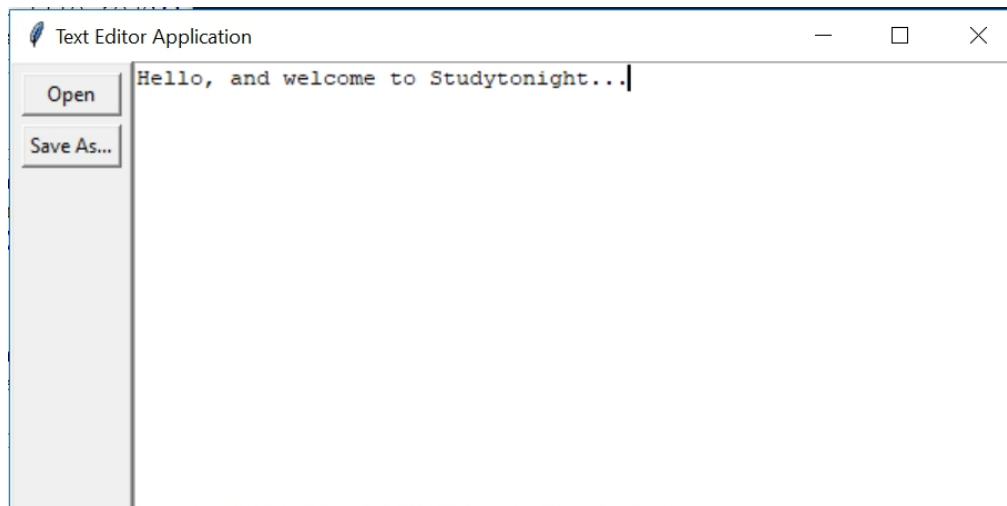 Text Editor Application
Open
Hello, and welcome to Studytonight...
Save As...